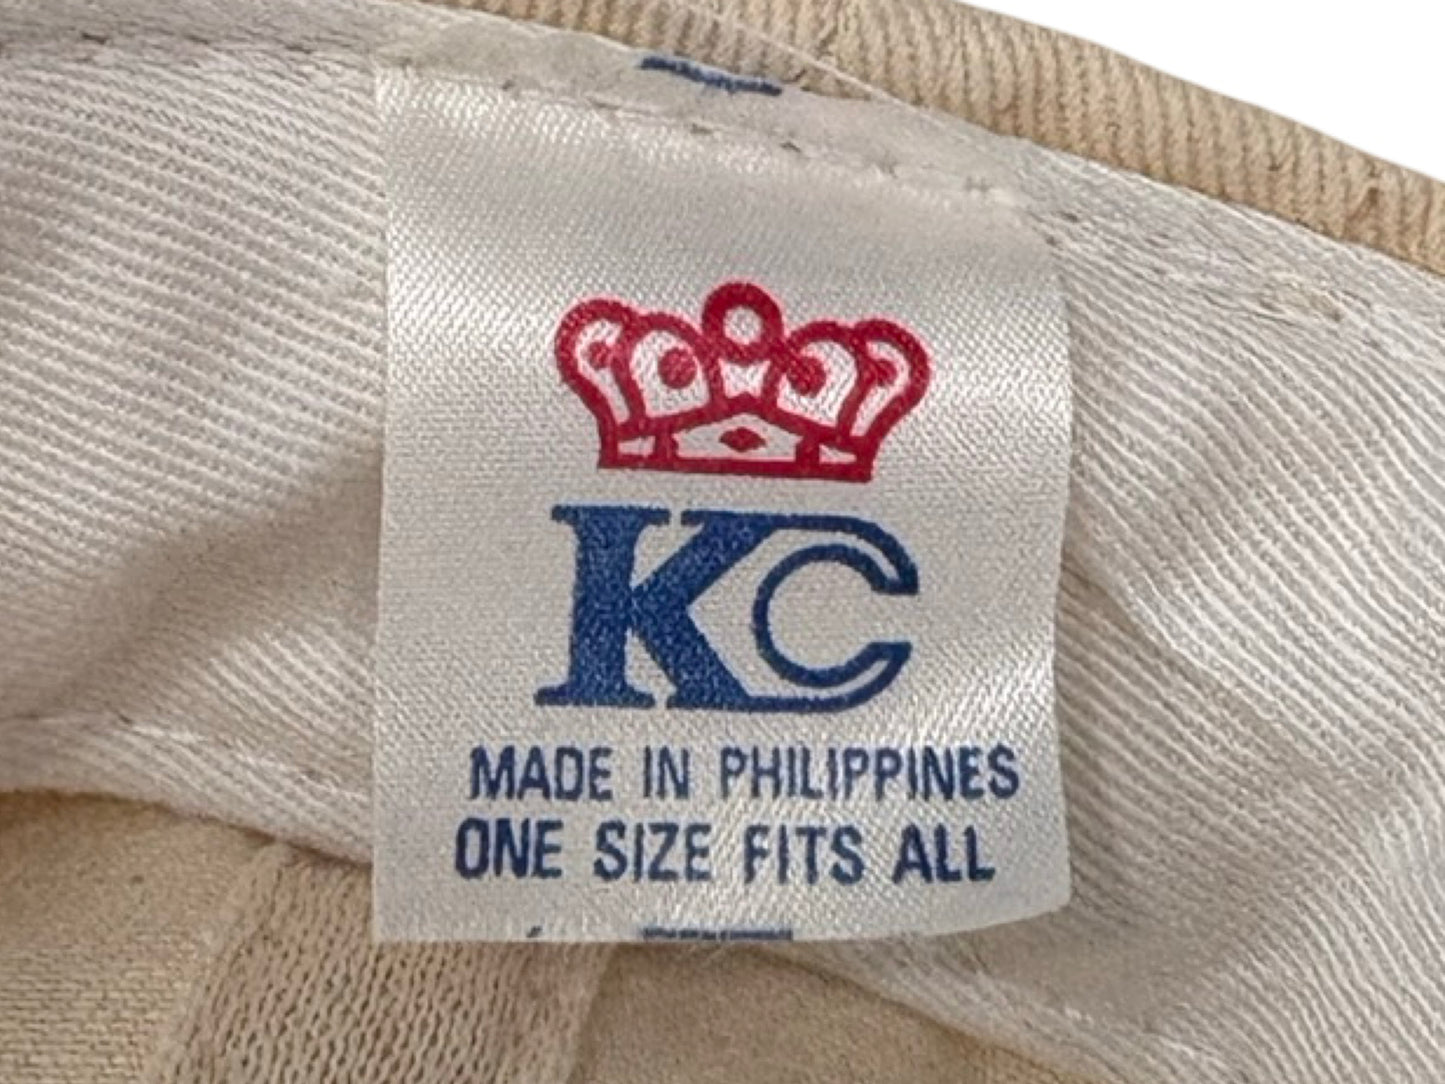 KC
MADE IN PHILIPPINES
ONE SIZE FITS ALL